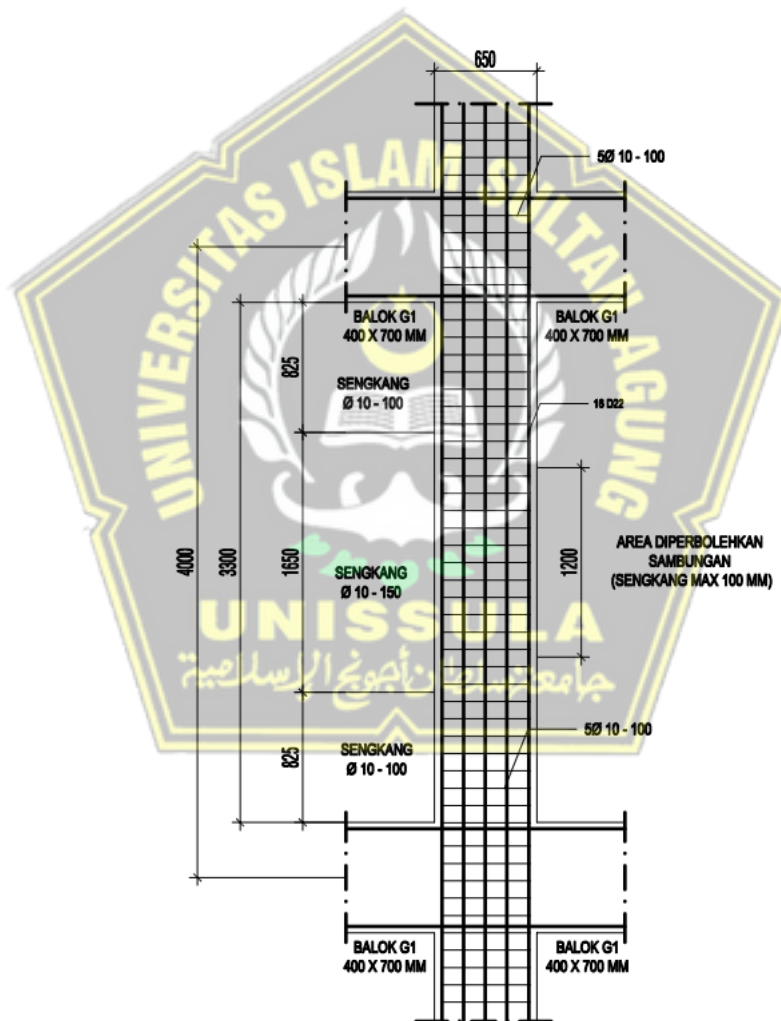 650
5Ø 10 - 100
UNIVERSITAS ISLAM SULTAN AGUNG
BALOK G1
400 X 700 MM
BALOK G1
400 X 700 MM
825
SENGKANG
Ø 10 - 100
16 D22
4000
3300
1650
SENGKANG
Ø 10 - 150
1200
AREA DIPERBOLEHKAN
SAMBUNGAN
(SENGKANG MAX 100 MM)
UNISSULA
جامعتسلطان أجونج الإسلامية
825
SENGKANG
Ø 10 - 100
5Ø 10 - 100
BALOK G1
400 X 700 MM
BALOK G1
400 X 700 MM